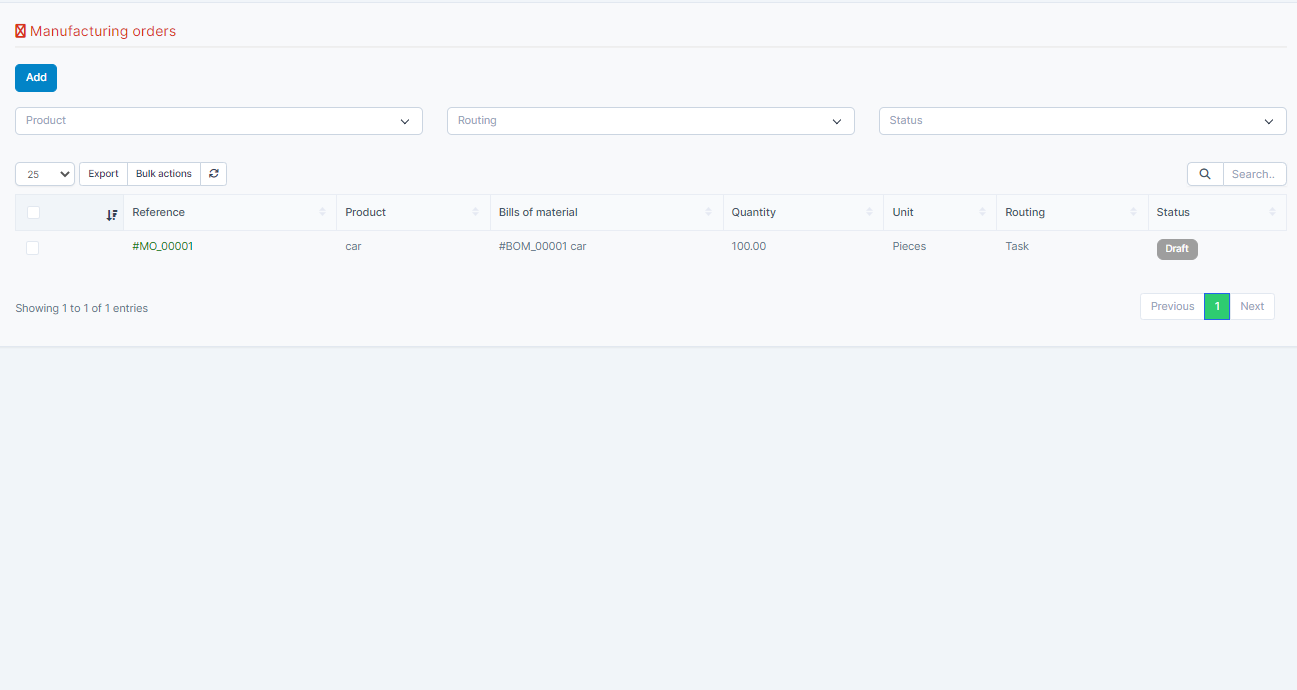 Manufacturing orders
Add
Product Routing Status
25 Export Bulk actions Search..
Reference Product Bills of material Quantity Unit Routing Status
#MO_00001 car #BOM_00001 car 100.00 Pieces Task Draft
Showing 1 to 1 of 1 entries Previous 1 Next